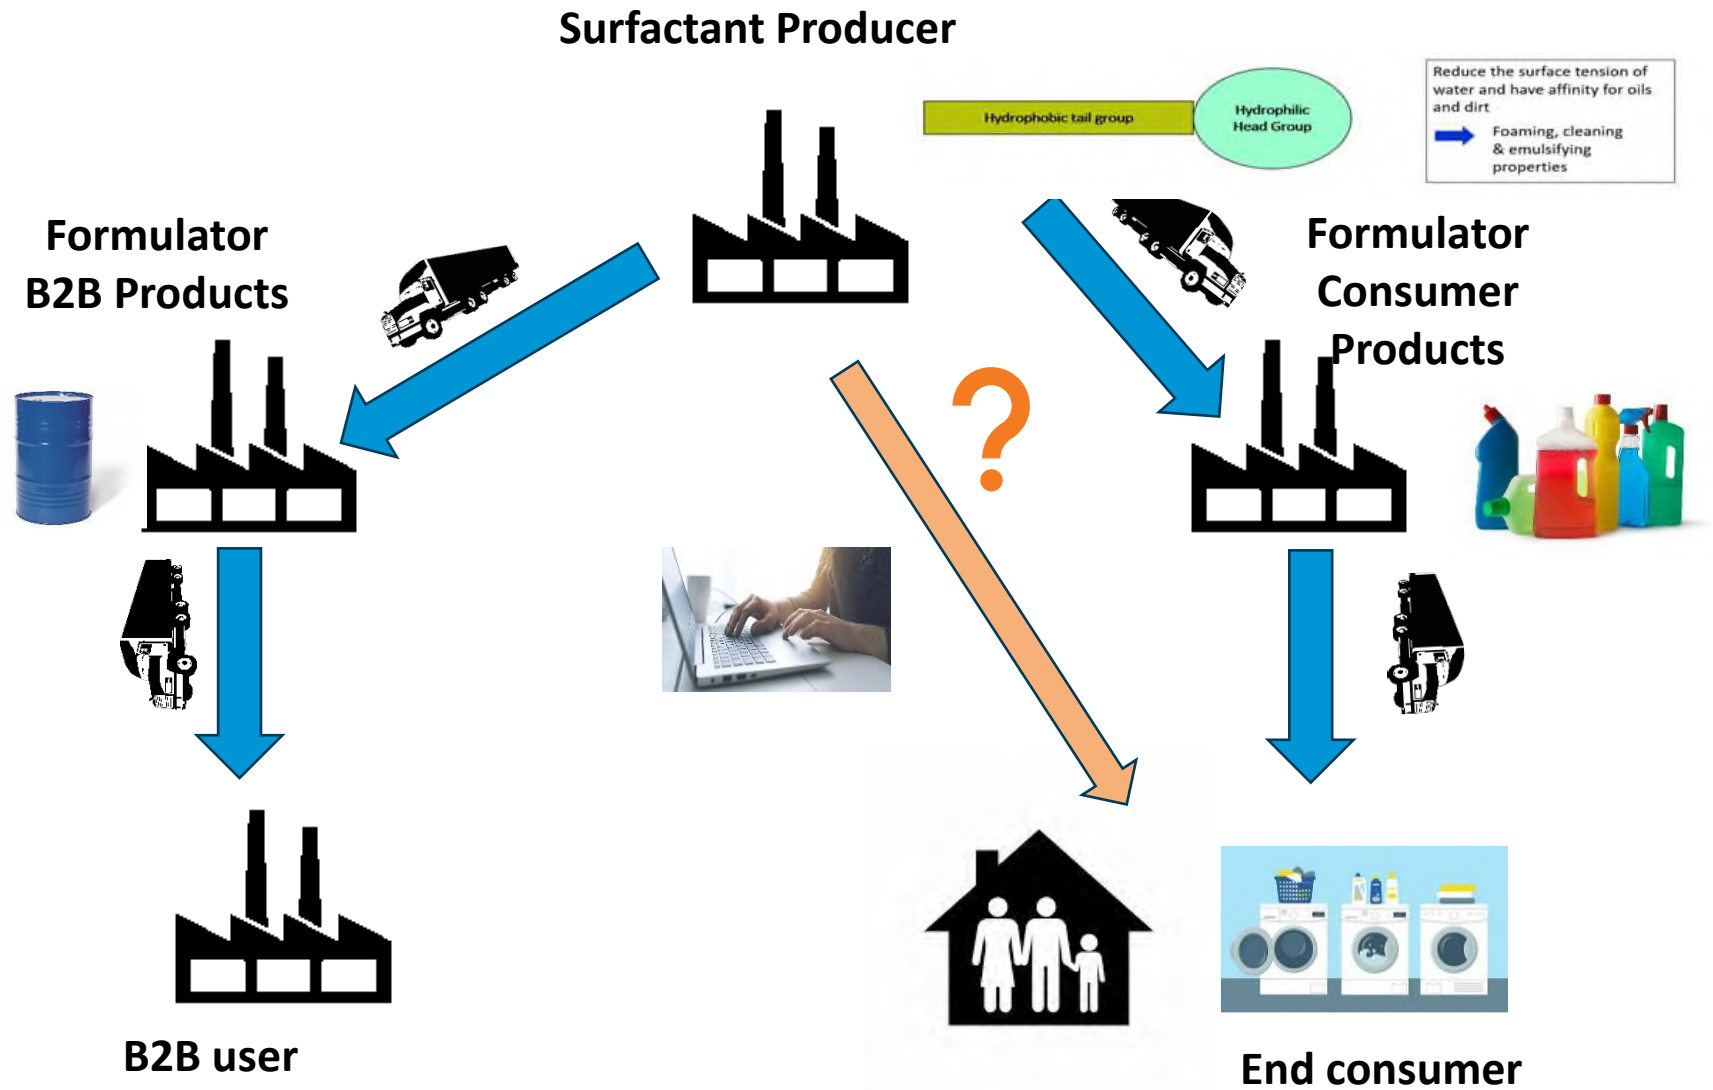 Surfactant Producer
Hydrophobic tail group
Hydrophilic
Head Group
Reduce the surface tension of
water and have affinity for oils
and dirt
Foaming, cleaning
& emulsifying
properties
Formulator
B2B Products
Formulator
Consumer
Products
?
B2B user
End consumer